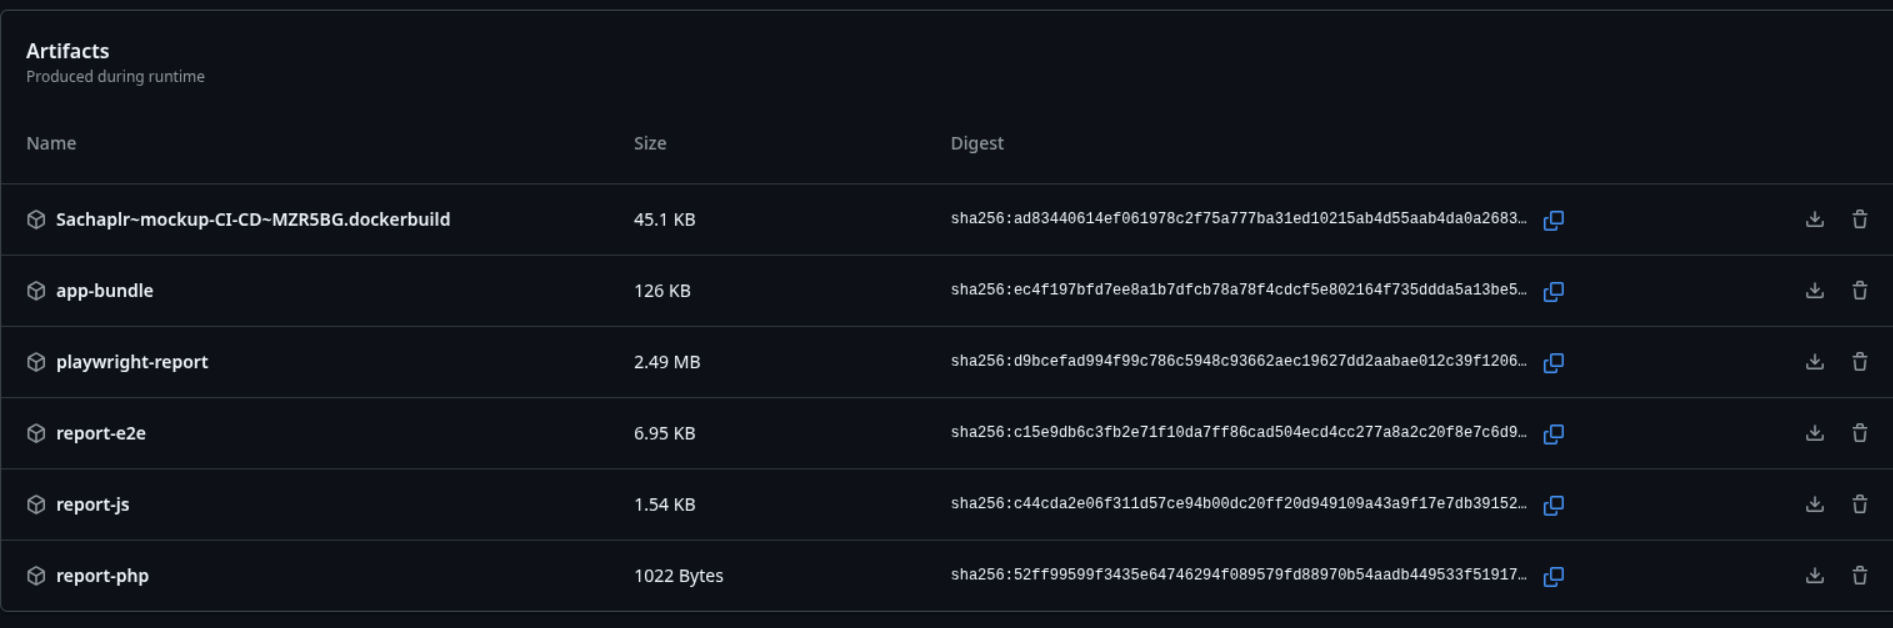 Artifacts
Produced during runtime
Name Size Digest
Sachaplr~mockup-CI-CD~MZR5BG.dockerbuild 45.1 KB sha256:ad83440614ef061978c2f75a777ba31ed10215ab4d55aab4da0a2683…
app-bundle 126 KB sha256:ec4f197bfd7ee8a1b7dfcb78a78f4cdcf5e802164f735ddda5a13be5…
playwright-report 2.49 MB sha256:d9bcefad994f99c786c5948c93662aec19627dd2aabae012c39f1206…
report-e2e 6.95 KB sha256:c15e9db6c3fb2e71f10da7ff86cad504ecd4cc277a8a2c20f8e7c6d9…
report-js 1.54 KB sha256:c44cda2e06f311d57ce94b00dc20ff20d949109a43a9f17e7db39152…
report-php 1022 Bytes sha256:52ff99599f3435e64746294f089579fd88970b54aadb449533f51917…